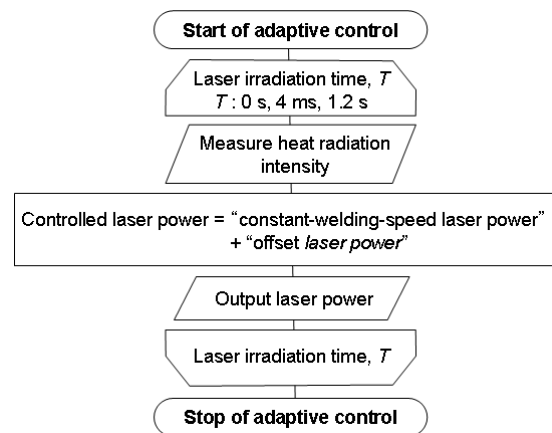 Start of adaptive control
Laser irradiation time, T
T : 0 s, 4 ms, 1.2 s
Measure heat radiation
intensity
Controlled laser power = “constant-welding-speed laser power”
+ “offset laser power”
Output laser power
Laser irradiation time, T
Stop of adaptive control